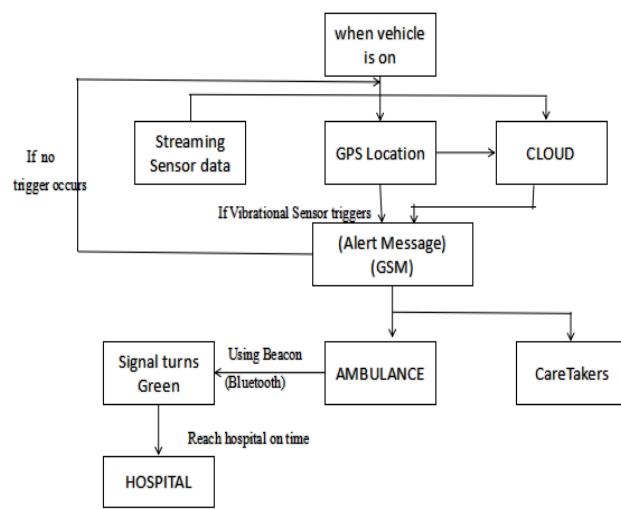 when vehicle
is on
Streaming
Sensor data
GPS Location
CLOUD
If no
trigger occurs
If Vibrational Sensor triggers
(Alert Message)
(GSM)
Signal turns
Green
Using Beacon
(Bluetooth)
AMBULANCE
CareTakers
Reach hospital on time
HOSPITAL